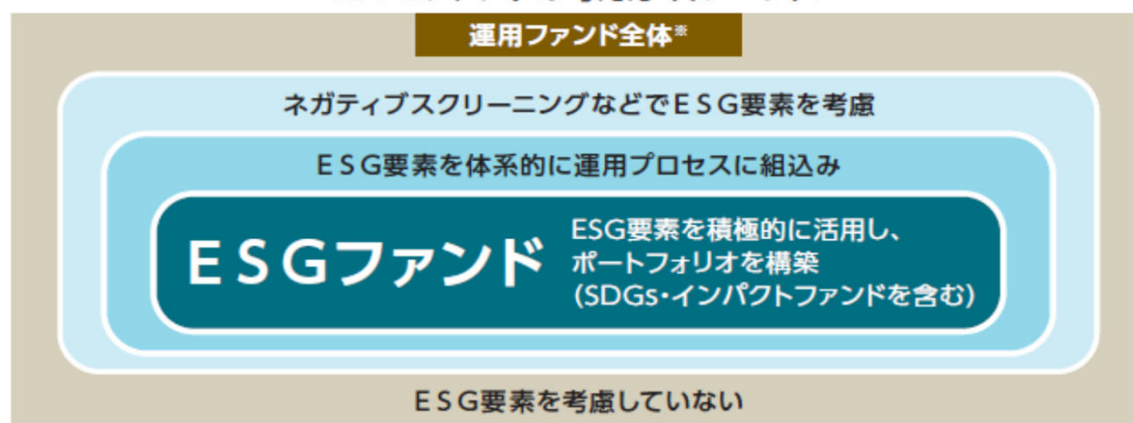 運用ファンド全体※
ネガティブスクリーニングなどでESG要素を考慮
ESG要素を体系的に運用プロセスに組込み
ESGファンド
ESG要素を積極的に活用し、
ポートフォリオを構築
(SDGs・インパクトファンドを含む)
ESG要素を考慮していない